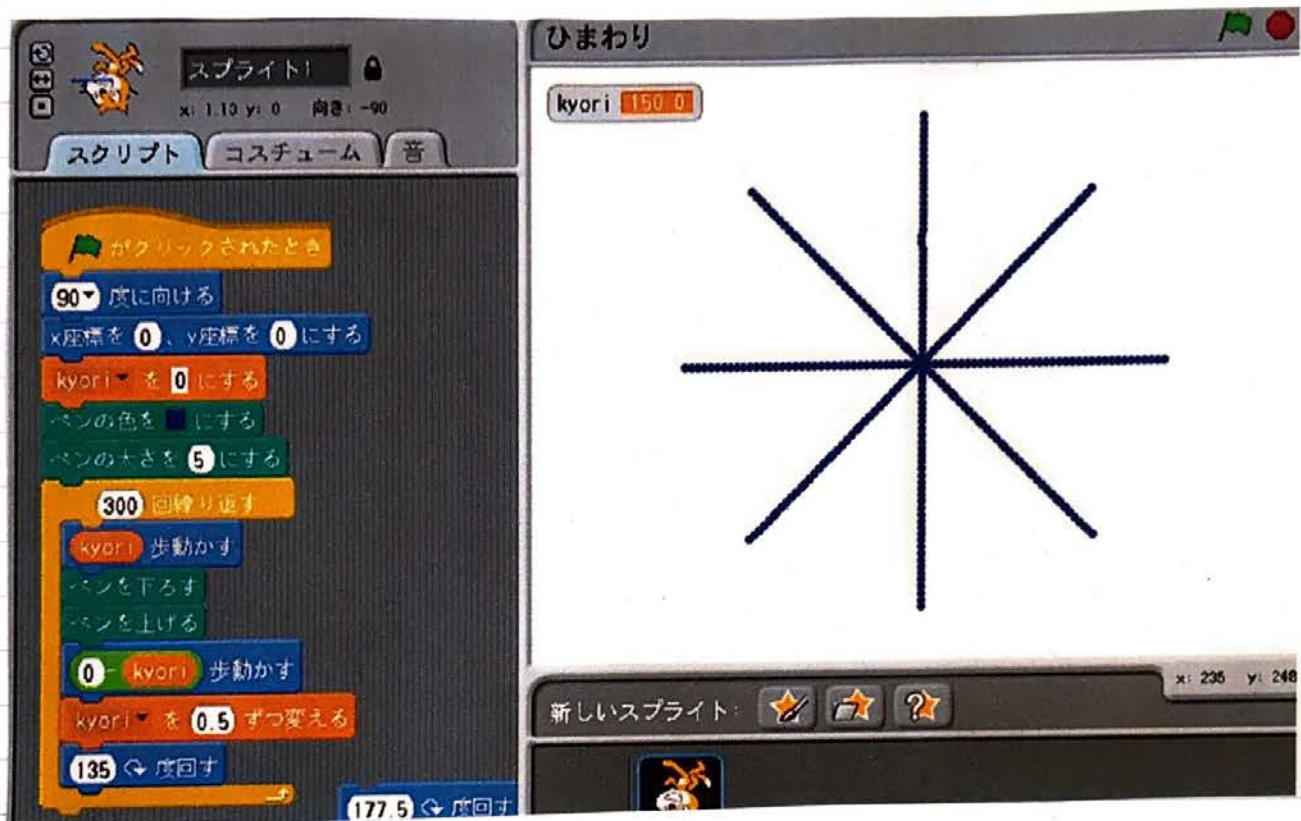 スプライト1
x: 1.13 y: 0 向き: -90
スクリプト コスチューム 音
がクリックされたとき
90 度に向ける
x座標を 0 、y座標を 0 にする
kyori を 0 にする
ペンの色を にする
ペンの太さを 5 にする
300 回繰り返す
kyori 歩動かす
ペンを下ろす
ペンを上げる
0 - kyori 歩動かす
kyori を 0.5 ずつ変える
135 度回す
177.5 度回す
ひまわり
kyori 150.0
x: 235 y: 248
新しいスプライト: